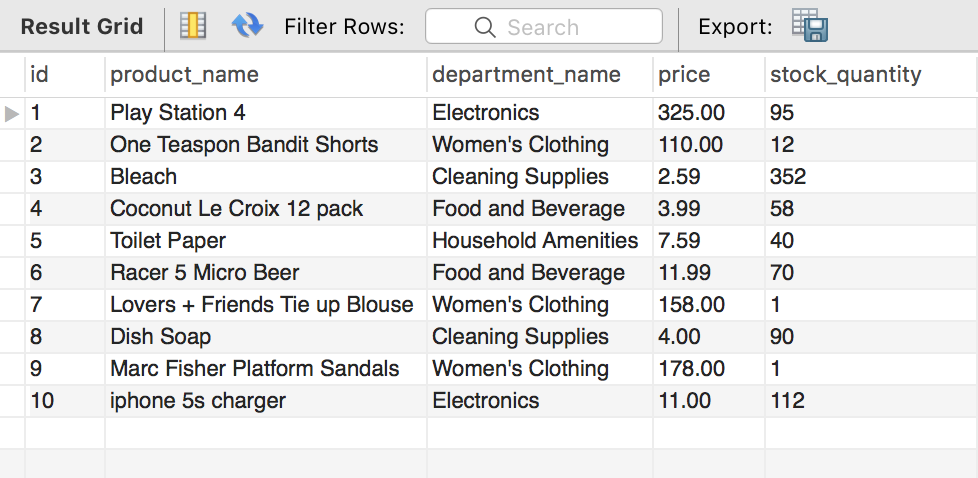 Result Grid Filter Rows: Search Export:
id product_name department_name price stock_quantity
1 Play Station 4 Electronics 325.00 95
2 One Teaspon Bandit Shorts Women's Clothing 110.00 12
3 Bleach Cleaning Supplies 2.59 352
4 Coconut Le Croix 12 pack Food and Beverage 3.99 58
5 Toilet Paper Household Amenities 7.59 40
6 Racer 5 Micro Beer Food and Beverage 11.99 70
7 Lovers + Friends Tie up Blouse Women's Clothing 158.00 1
8 Dish Soap Cleaning Supplies 4.00 90
9 Marc Fisher Platform Sandals Women's Clothing 178.00 1
10 iphone 5s charger Electronics 11.00 112